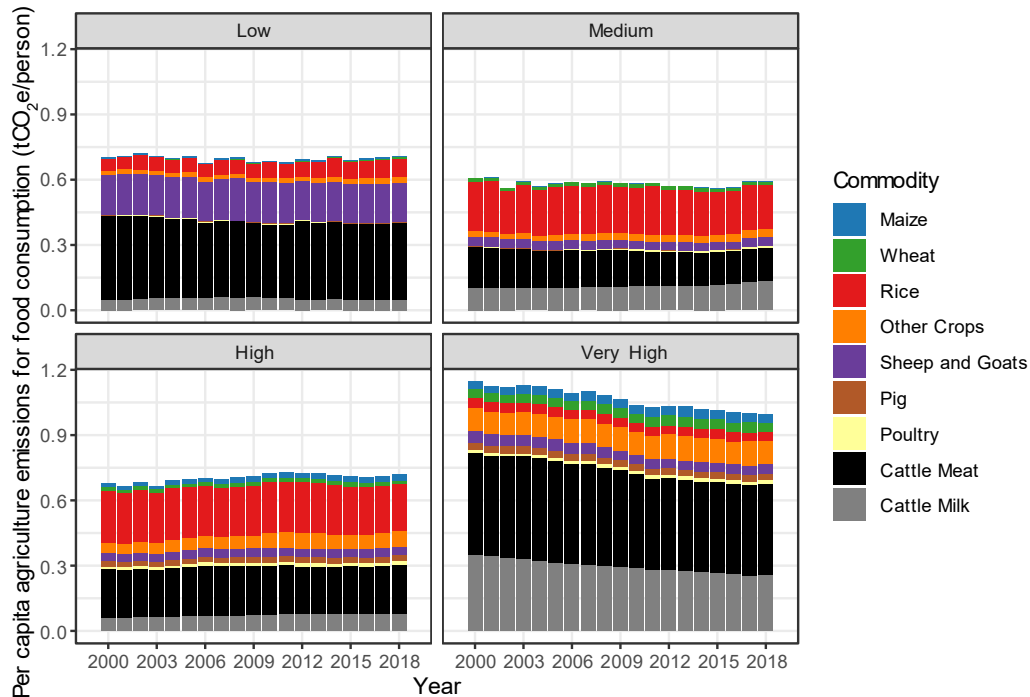 Per capita agriculture emissions for food consumption (tCO2e/person)
Low
Medium
1.2
0.9
0.6
0.3
0.0
High
Very High
1.2
0.9
0.6
0.3
0.0
2000 2003 2006 2009 2012 2015 2018
2000 2003 2006 2009 2012 2015 2018
Year
Commodity
Maize
Wheat
Rice
Other Crops
Sheep and Goats
Pig
Poultry
Cattle Meat
Cattle Milk